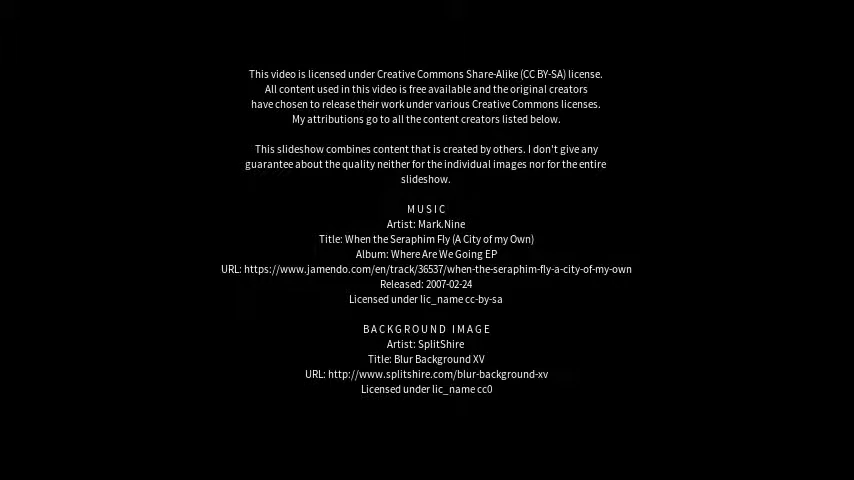 This video is licensed under Creative Commons Share-Alike (CC BY-SA) license.
All content used in this video is free available and the original creators
have chosen to release their work under various Creative Commons licenses.
My attributions go to all the content creators listed below.
This slideshow combines content that is created by others. I don't give any
guarantee about the quality neither for the individual images nor for the entire
slideshow.
MUSIC
Artist: Mark.Nine
Title: When the Seraphim Fly (A City of my Own)
Album: Where Are We Going EP
URL: https://www.jamendo.com/en/track/36537/when-the-seraphim-fly-a-city-of-my-own
Released: 2007-02-24
Licensed under lic_name cc-by-sa
BACKGROUND IMAGE
Artist: SplitShire
Title: Blur Background XV
URL: http://www.splitshire.com/blur-background-xv
Licensed under lic_name cc0